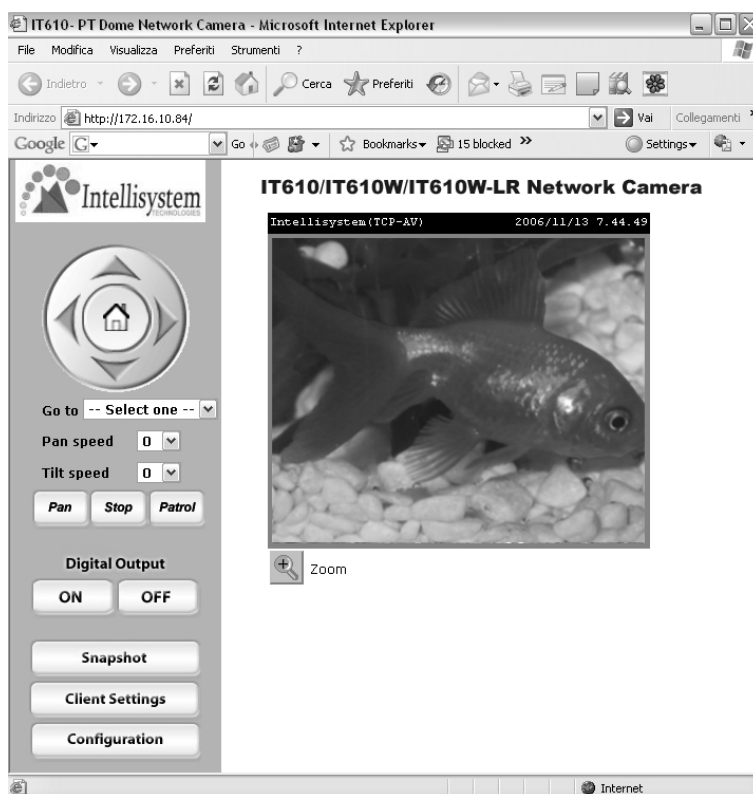 IT610- PT Dome Network Camera - Microsoft Internet Explorer
File Modifica Visualizza Preferiti Strumenti ?
Indietro Cerca Preferiti
Indirizzo http://172.16.10.84/ Vai Collegamenti »
Google G Go Bookmarks 15 blocked » Settings
Intellisystem
TECHNOLOGIES
IT610/IT610W/IT610W-LR Network Camera
Intellisystem(TCP-AV) 2006/11/13 7.44.49
Go to -- Select one --
Pan speed 0
Tilt speed 0
Pan Stop Patrol
Zoom
Digital Output
ON OFF
Snapshot
Client Settings
Configuration
Internet